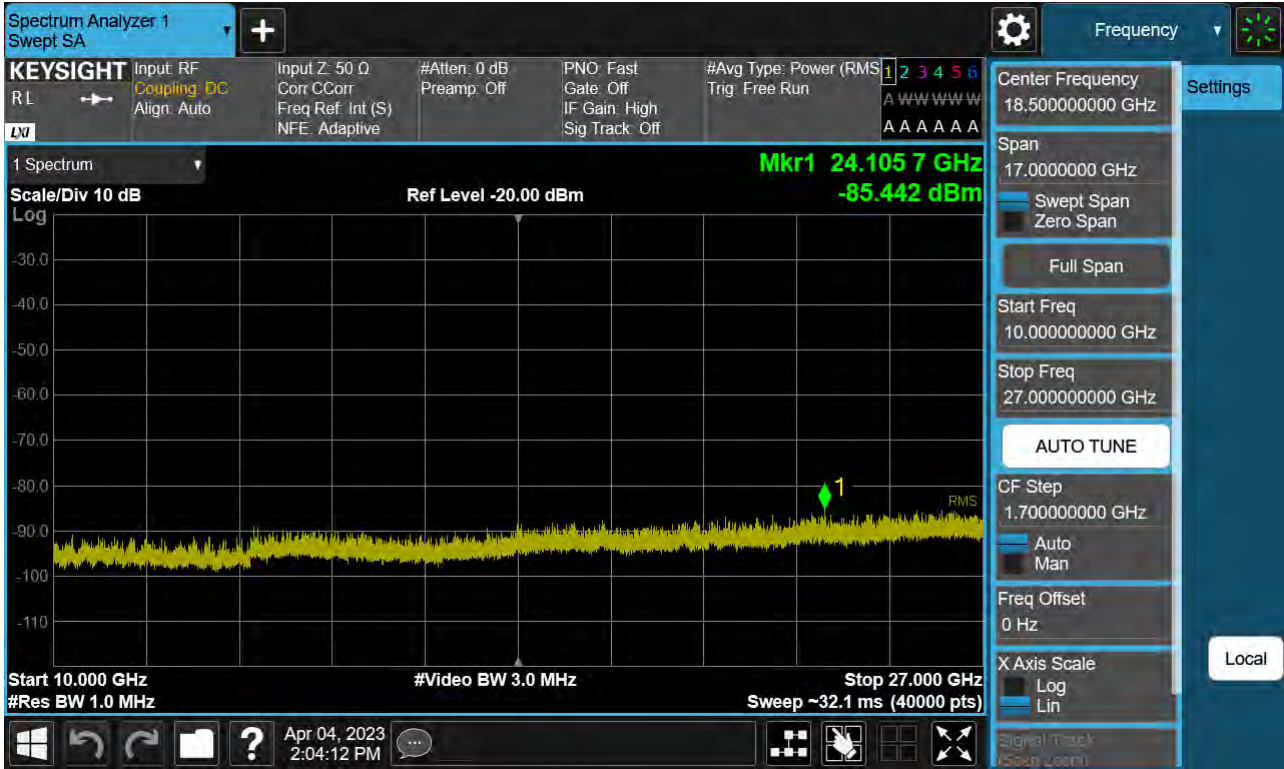 Spectrum Analyzer 1
Swept SA
+
Frequency
KEYSIGHT
RL
LXI
Input: RF
Coupling: DC
Align: Auto
Input Z: 50 Ω
Corr CCorr
Freq Ref: Int (S)
NFE: Adaptive
#Atten: 0 dB
Preamp: Off
PNO: Fast
Gate: Off
IF Gain: High
Sig Track: Off
#Avg Type: Power (RMS
Trig: Free Run
1 2 3 4 5 6
A W W W W W
A A A A A A
1 Spectrum
Scale/Div 10 dB
Ref Level -20.00 dBm
Mkr1 24.105 7 GHz
-85.442 dBm
Log
-30.0
-40.0
-50.0
-60.0
-70.0
-80.0
-90.0
-100
-110
1
RMS
Start 10.000 GHz
#Video BW 3.0 MHz
Stop 27.000 GHz
#Res BW 1.0 MHz
Sweep ~32.1 ms (40000 pts)
Apr 04, 2023
2:04:12 PM
?
Center Frequency
18.500000000 GHz
Settings
Span
17.0000000 GHz
Swept Span
Zero Span
Full Span
Start Freq
10.000000000 GHz
Stop Freq
27.000000000 GHz
AUTO TUNE
CF Step
1.700000000 GHz
Auto
Man
Freq Offset
0 Hz
X Axis Scale
Log
Lin
Local
Signal Track
(Span Zoom)